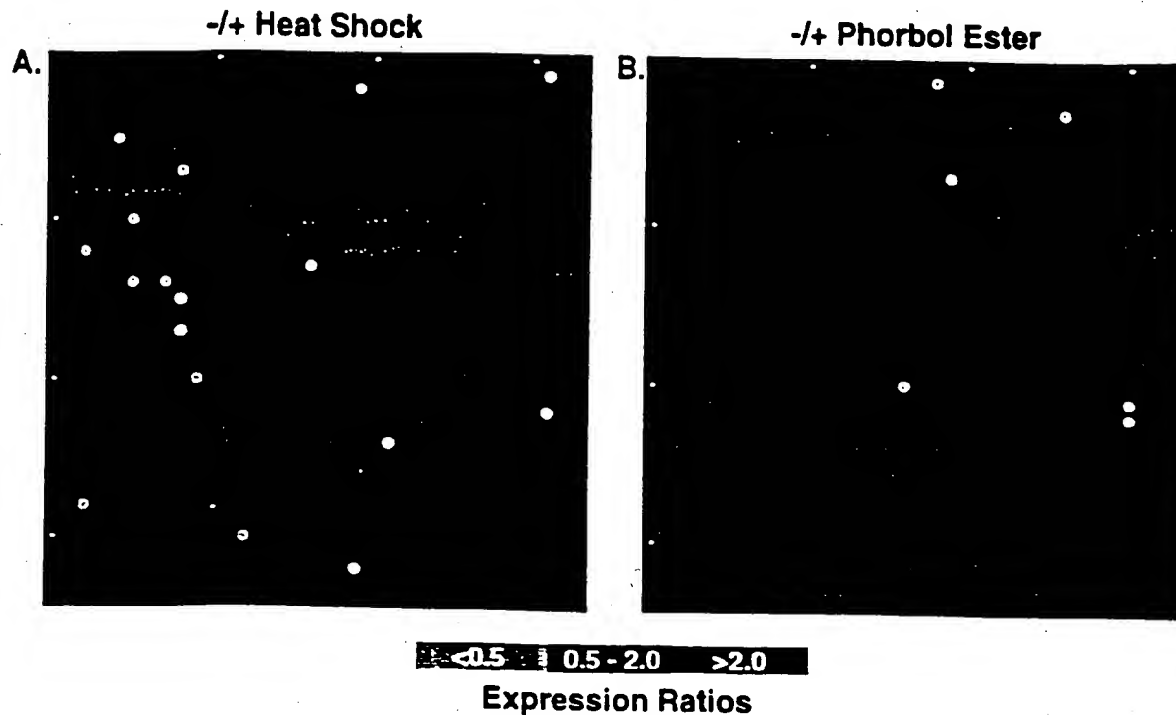 -/+ Heat Shock
-/+ Phorbol Ester
A.
B.
<0.5 0.5 - 2.0 >2.0
Expression Ratios